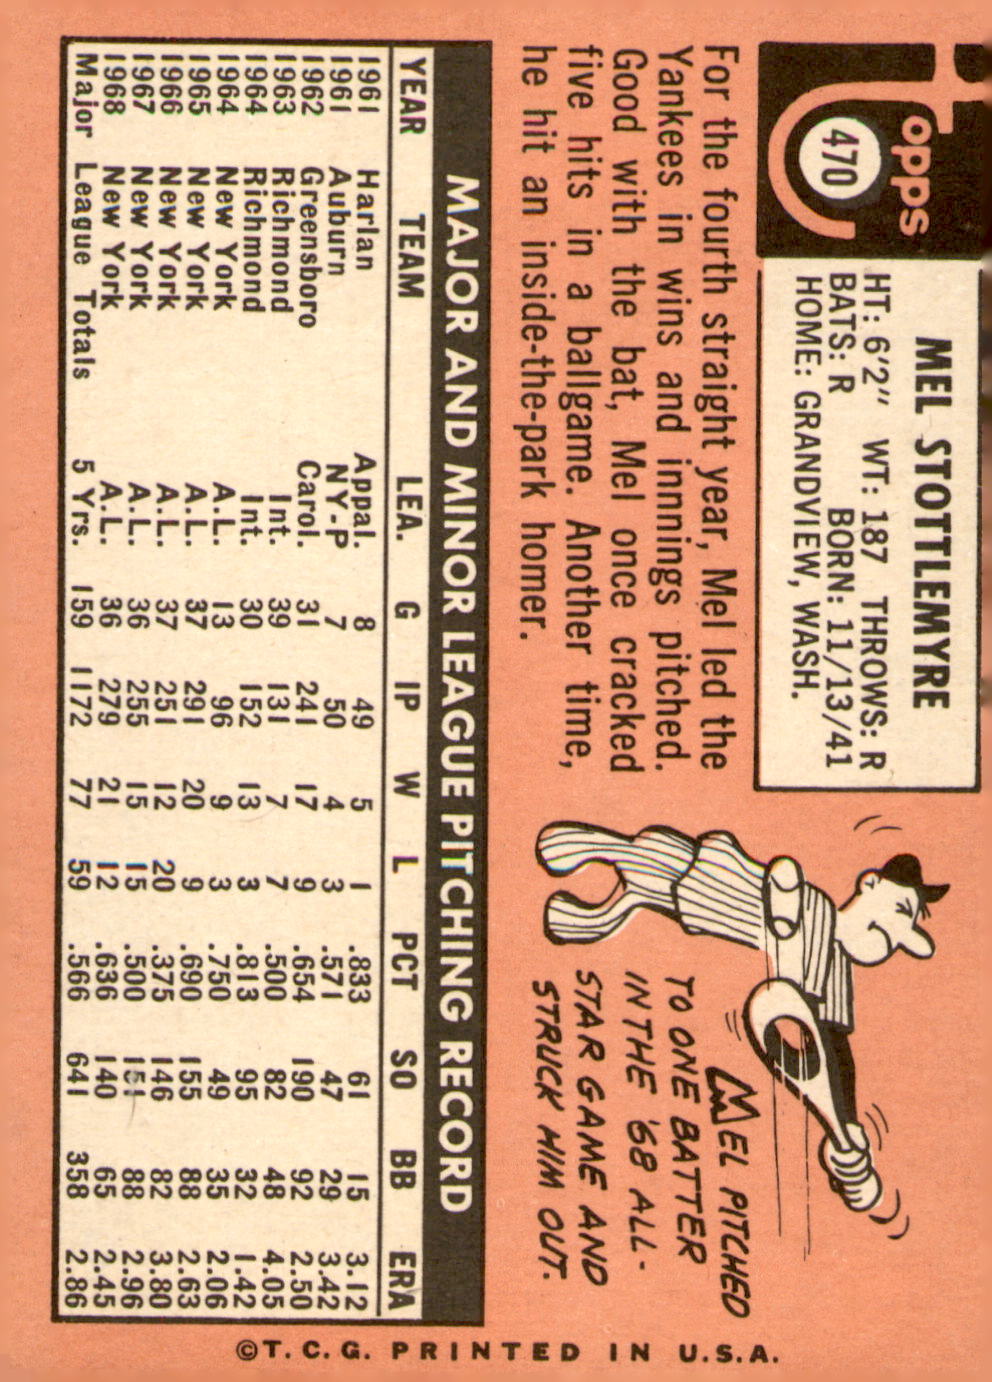 topps
470
MEL STOTTLEMYRE
HT: 6'2" WT: 187 THROWS: R
BATS: R BORN: 11/13/41
HOME: GRANDVIEW, WASH.
For the fourth straight year, Mel led the
Yankees in wins and innnings pitched.
Good with the bat, Mel once cracked
five hits in a ballgame. Another time,
he hit an inside-the-park homer.
MEL PITCHED
TO ONE BATTER
IN THE '68 ALL-
STAR GAME AND
STRUCK HIM OUT.
MAJOR AND MINOR LEAGUE PITCHING RECORD
YEAR TEAM LEA. G IP W L PCT SO BB ERA
1961 Harlan Appal. 8 49 5 1 .833 61 15 3.12
1961 Auburn NY-P 7 50 4 3 .571 47 29 3.42
1962 Greensboro Carol. 31 241 17 9 .654 190 92 2.50
1963 Richmond Int. 39 131 7 7 .500 82 48 4.05
1964 Richmond Int. 30 152 13 3 .813 95 32 1.42
1964 New York A.L. 13 96 9 3 .750 49 35 2.06
1965 New York A.L. 37 291 20 9 .690 155 88 2.63
1966 New York A.L. 37 251 12 20 .375 146 82 3.80
1967 New York A.L. 36 255 15 15 .500 151 88 2.96
1968 New York A.L. 36 279 21 12 .636 140 65 2.45
Major League Totals 5 Yrs. 159 1172 77 59 .566 641 358 2.86
©T.C.G. PRINTED IN U.S.A.